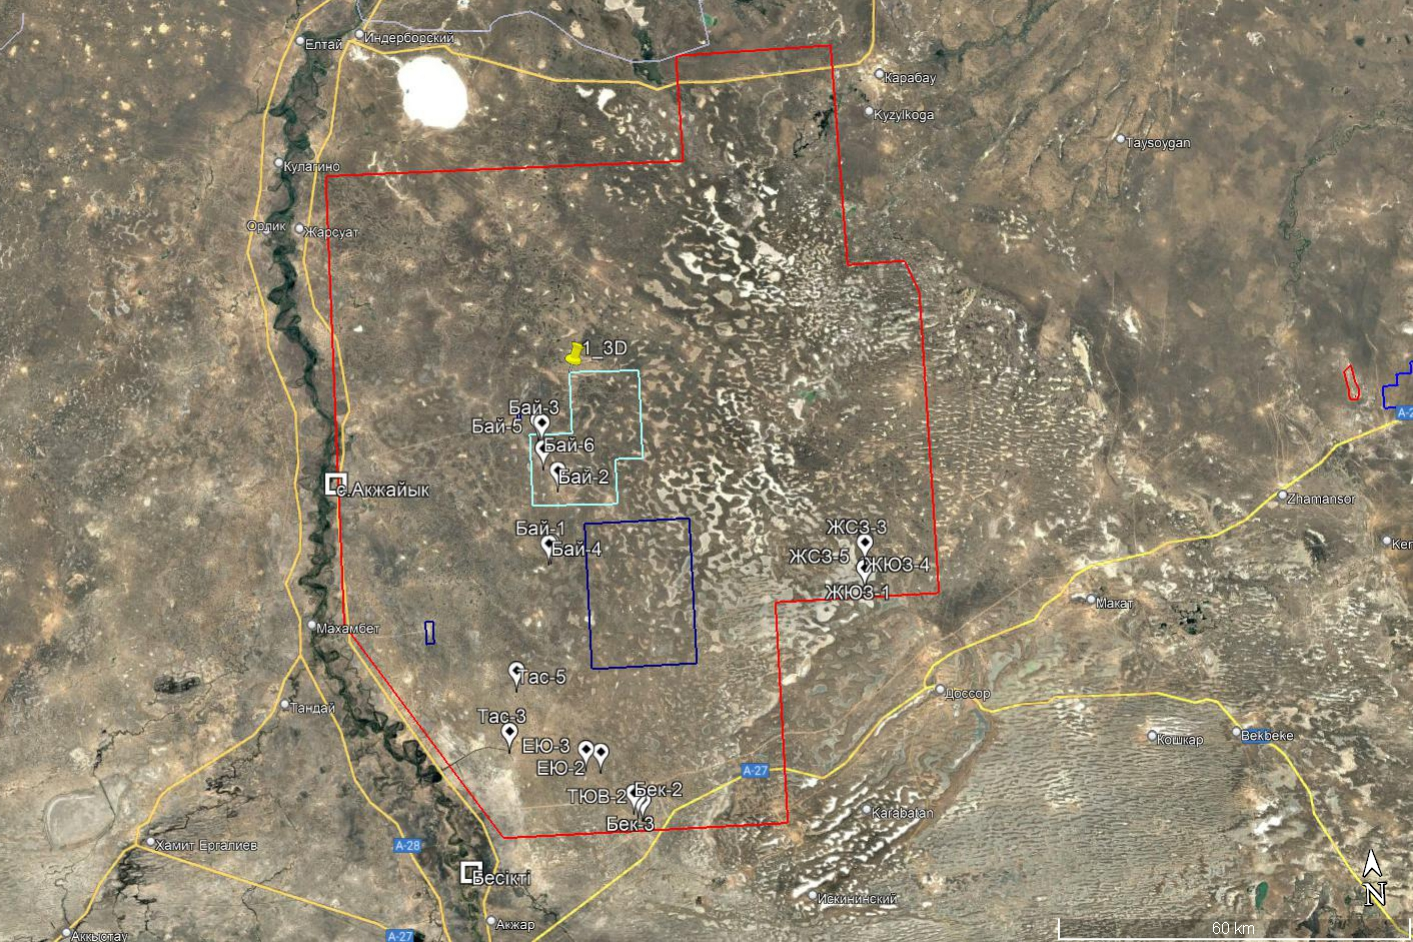 Елтай
Индерборский
Карабау
Kyzylkoga
Taysoygan
Кулагино
Орлик
Жарсуат
1_3D
Бай-3
Бай-5
Бай-6
Бай-2
с.Акжайык
А-2
Zhamansor
Бай-1
Бай-4
ЖСЗ-3
ЖСЗ-5
ЖЮЗ-4
ЖЮЗ-1
Ker
Макат
Махамбет
Тас-5
Доссор
Тандай
Тас-3
ЕЮ-3
ЕЮ-2
Кошкар
Bekbeke
А-27
ТЮВ-2
Бек-2
Бек-3
Karabatan
А-28
Хамит Ергалиев
Бесікті
Искининский
N
Акжар
60 km
Аккыстау
А-27